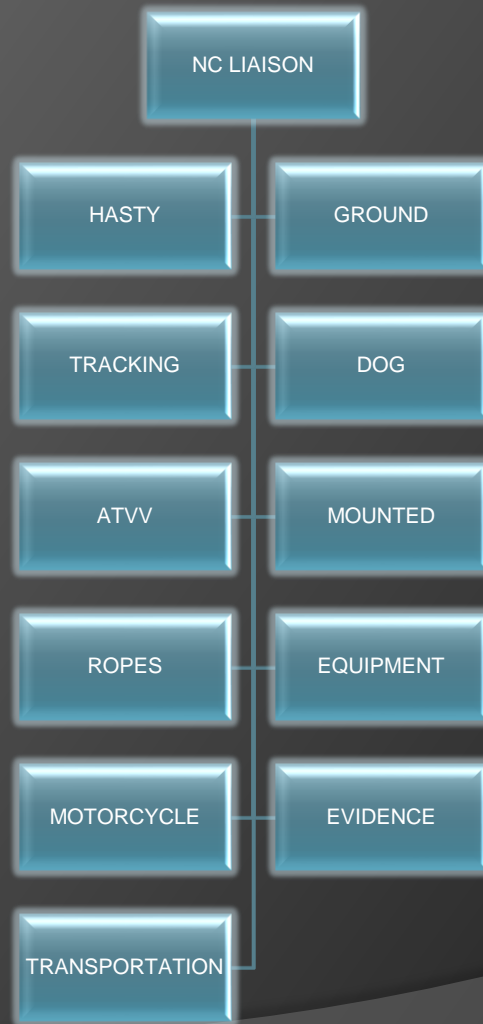 NC LIAISON
HASTY
GROUND
TRACKING
DOG
ATVV
MOUNTED
ROPES
EQUIPMENT
MOTORCYCLE
EVIDENCE
TRANSPORTATION